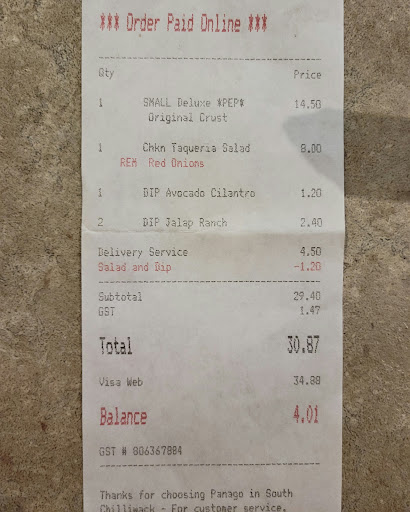 *** Order Paid Online ***
Qty Price
1 SMALL Deluxe *PEP* 14.50
Original Crust
1 Chkn Taqueria Salad 8.00
REM Red Onions
1 DIP Avocado Cilantro 1.20
2 DIP Jalap Ranch 2.40
Delivery Service 4.50
Salad and Dip -1.20
Subtotal 29.40
GST 1.47
Total 30.87
Visa Web 34.88
Balance 4.01
GST # 806367884
Thanks for choosing Panago in South
Chilliwack - For customer service,